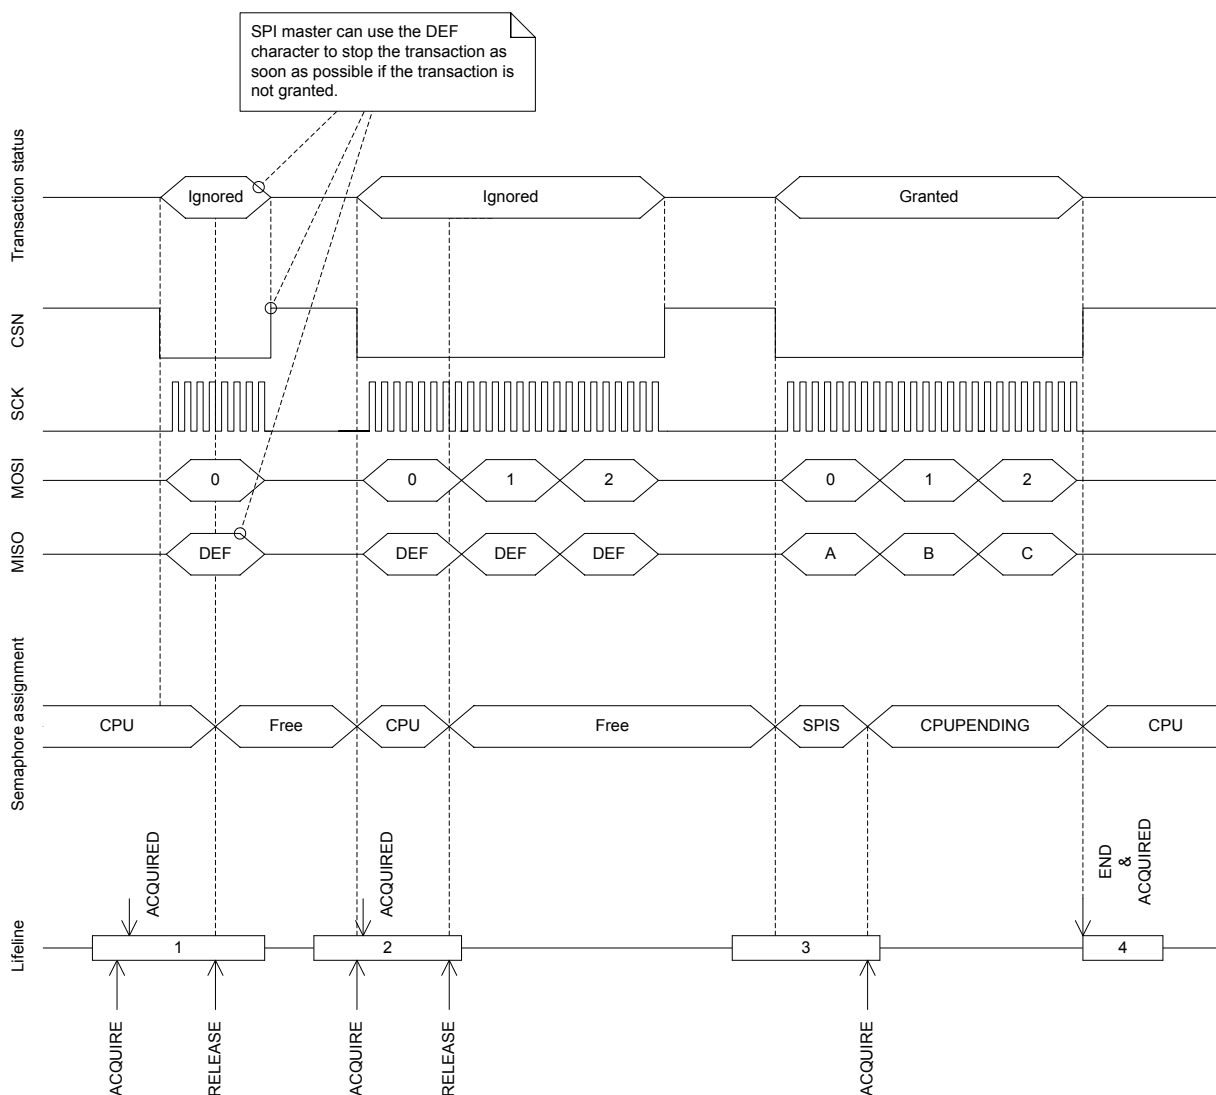 SPI master can use the DEF
character to stop the transaction as
soon as possible if the transaction is
not granted.
Transaction status
Ignored
Ignored
Granted
CSN
SCK
MOSI
0
0
1
2
0
1
2
MISO
DEF
DEF
DEF
DEF
A
B
C
Semaphore assignment
CPU
Free
CPU
Free
SPIS
CPUPENDING
CPU
ACQUIRED
ACQUIRED
END
&
ACQUIRED
Lifeline
1
2
3
4
ACQUIRE
RELEASE
ACQUIRE
RELEASE
ACQUIRE